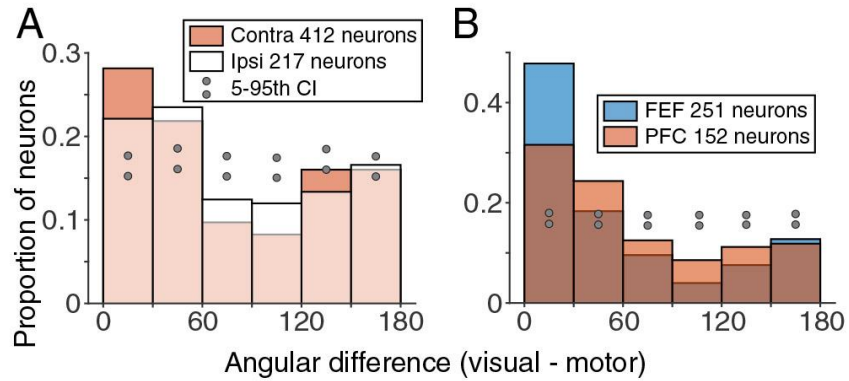 A
Contra 412 neurons
Ipsi 217 neurons
5-95th CI
Proportion of neurons
0.3
0.2
0.1
0
0 60 120 180
B
FEF 251 neurons
PFC 152 neurons
0.4
0.2
0
0 60 120 180
Angular difference (visual - motor)